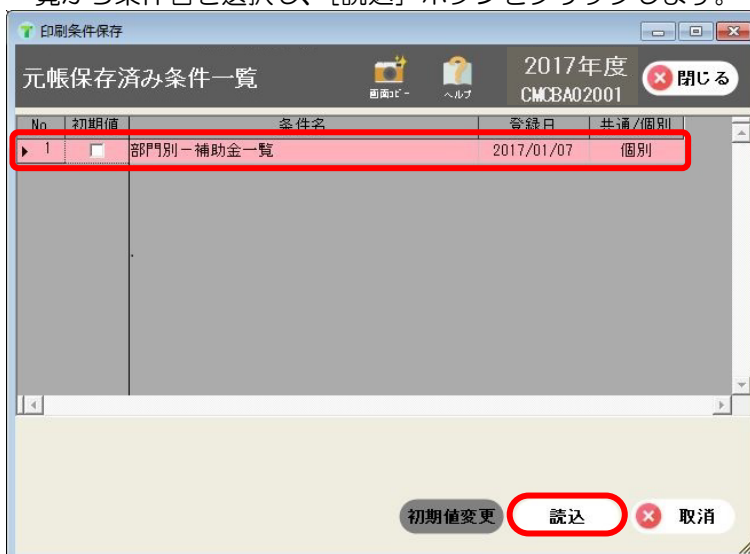 覧から条件名を選択し、[読込] ボタンをクリックします。
印刷条件保存
元帳保存済み条件一覧
画面ｺﾋﾟｰ
ヘルプ
2017年度
CMCBA02001
閉じる
No 初期値 条件名 登録日 共通/個別
1 部門別－補助金一覧 2017/01/07 個別
初期値変更 読込 取消